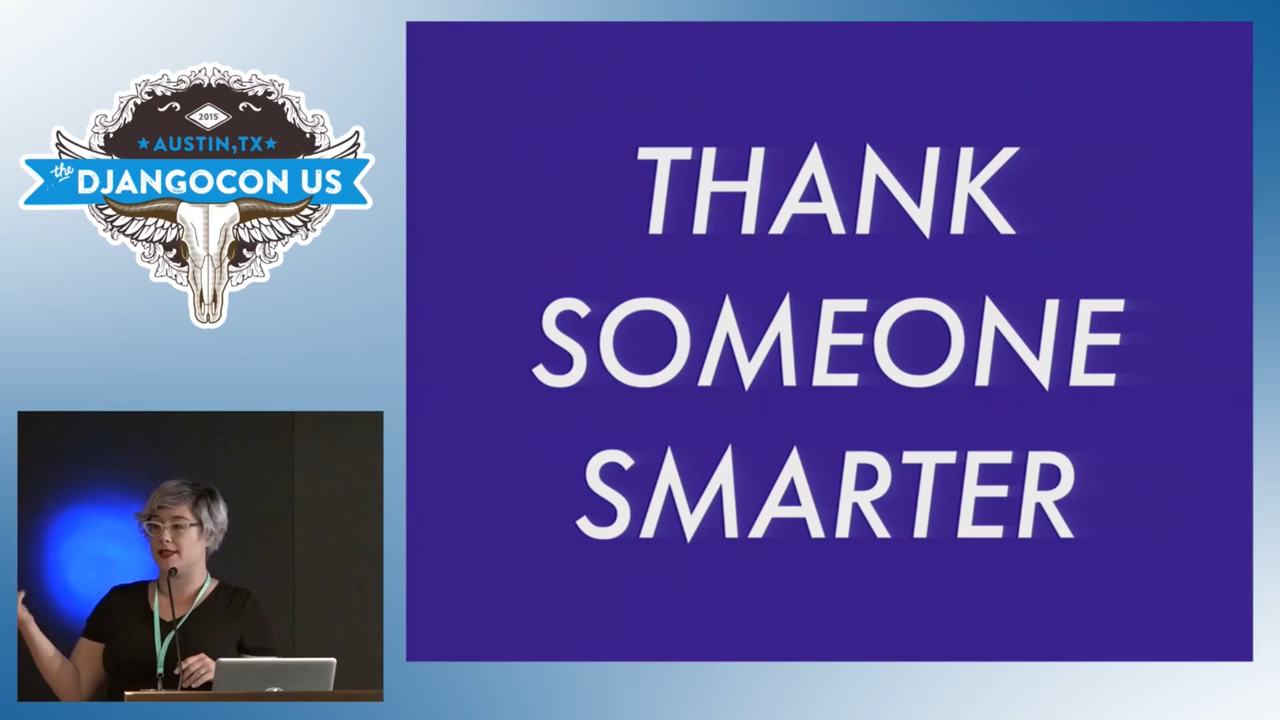 2015
AUSTIN,TX
the
DJANGOCON US
THANK
SOMEONE
SMARTER